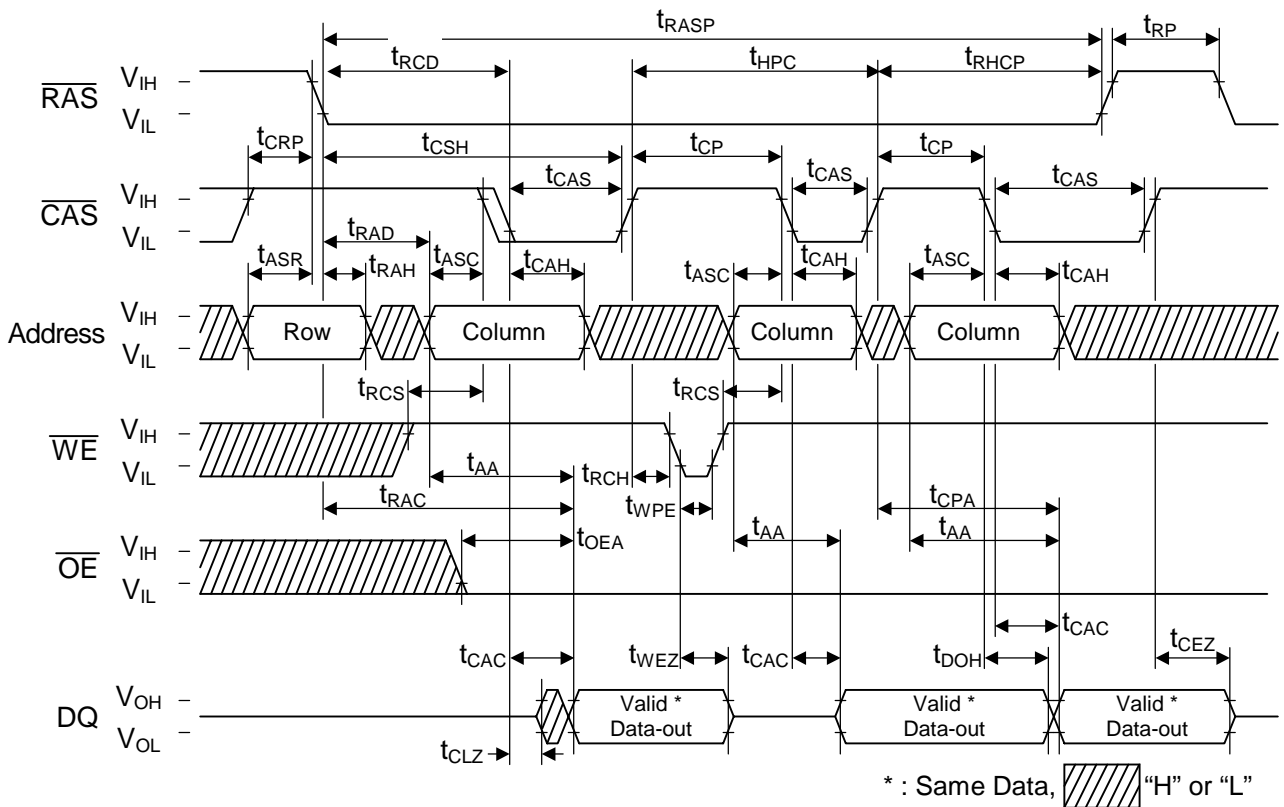 tRASP
tRP
tRCD
tHPC
tRHCP
RAS
VIH
VIL
tCRP
tCSH
tCP
tCP
tCAS
tCAS
tCAS
CAS
VIH
VIL
tRAD
tASR
tRAH
tASC
tCAH
tASC
tCAH
tASC
tCAH
Address
VIH
VIL
Row
Column
Column
Column
tRCS
tRCS
WE
VIH
VIL
tAA
tRCH
tRAC
tWPE
tCPA
tOEA
tAA
tAA
OE
VIH
VIL
tCAC
tCAC
tWEZ
tCAC
tDOH
tCEZ
DQ
VOH
VOL
Valid *
Data-out
Valid *
Data-out
Valid *
Data-out
tCLZ
* : Same Data, “H” or “L”